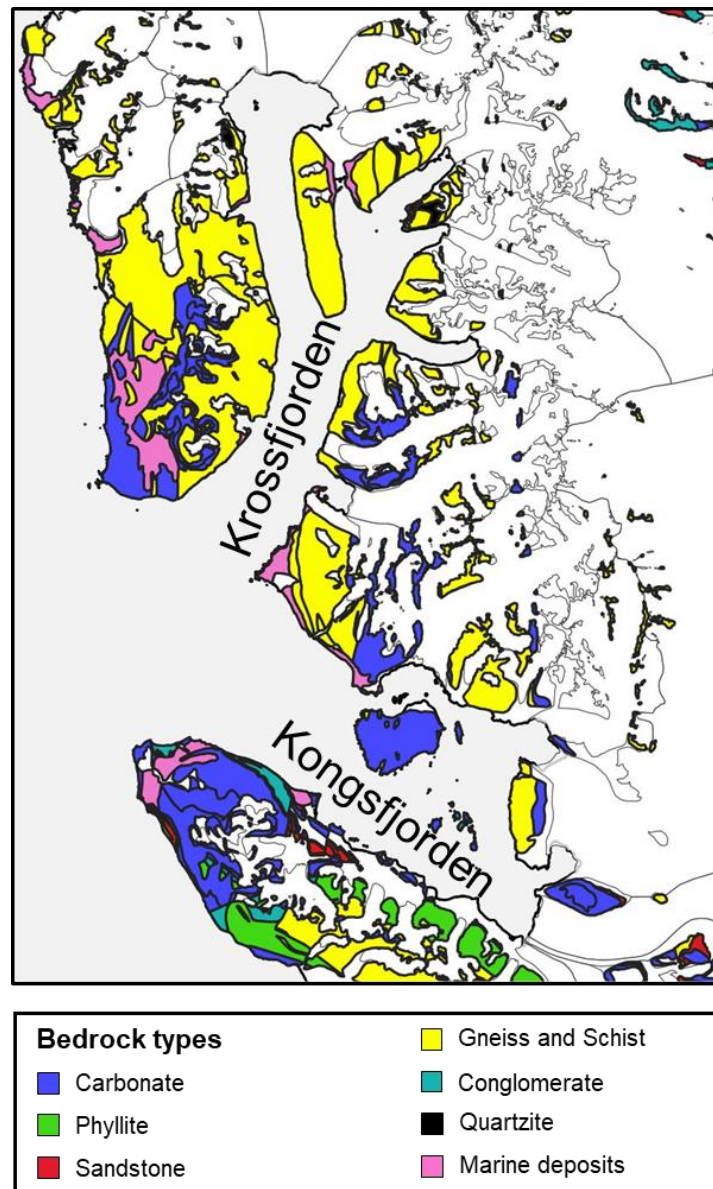 Krossfjorden
Kongsfjorden
Bedrock types
Carbonate
Phyllite
Sandstone
Gneiss and Schist
Conglomerate
Quartzite
Marine deposits